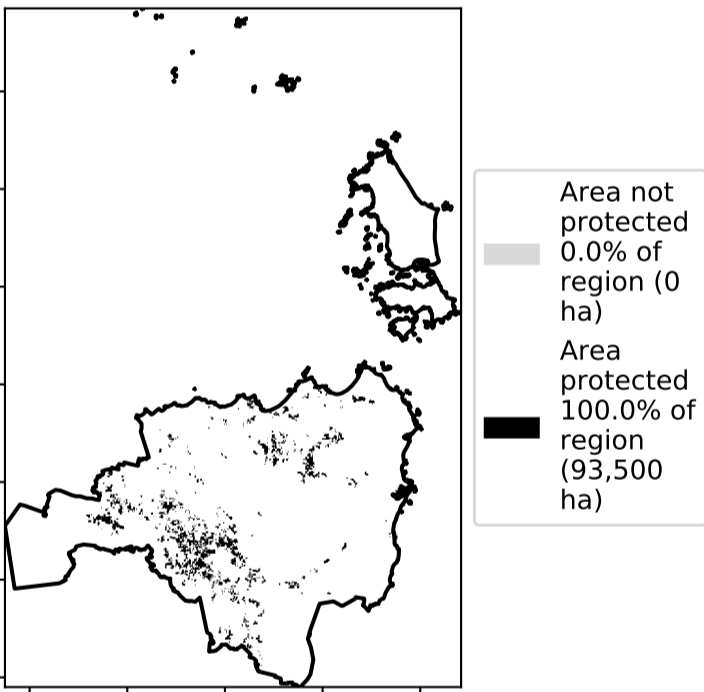 Area not
protected
0.0% of
region (0
ha)
Area
protected
100.0% of
region
(93,500
ha)